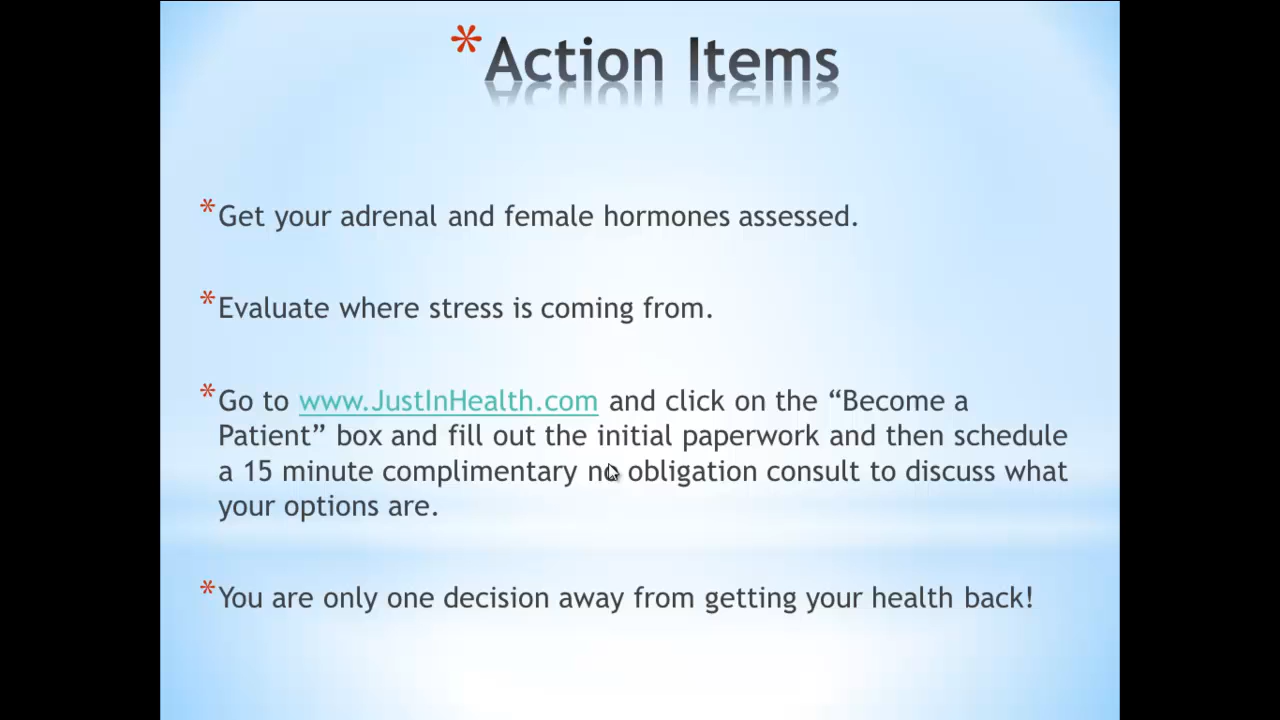 *Action Items
*Get your adrenal and female hormones assessed.
*Evaluate where stress is coming from.
*Go to www.JustInHealth.com and click on the “Become a
Patient” box and fill out the initial paperwork and then schedule
a 15 minute complimentary no obligation consult to discuss what
your options are.
*You are only one decision away from getting your health back!